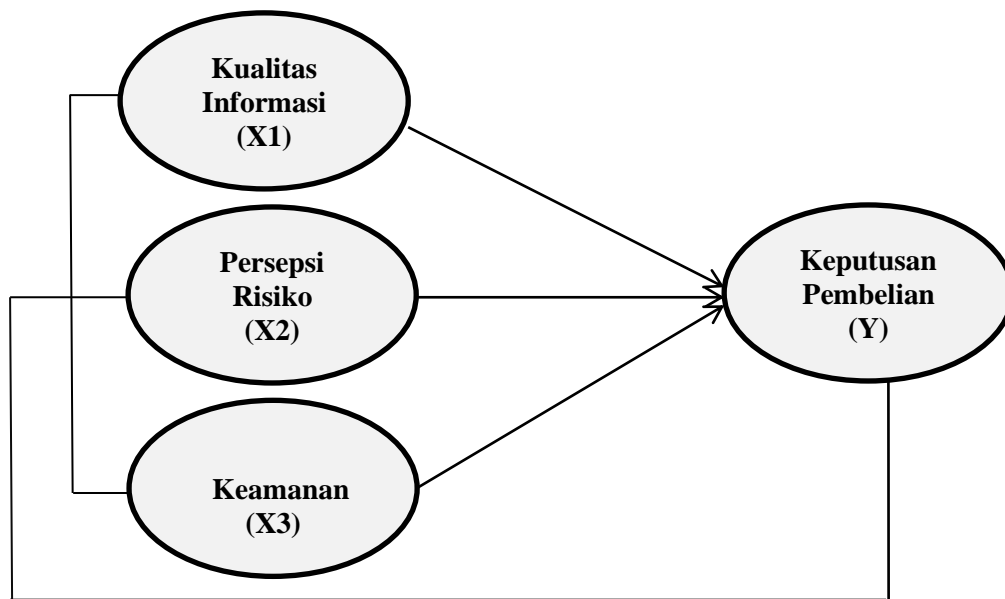 Kualitas
Informasi
(X1)
Persepsi
Risiko
(X2)
Keamanan
(X3)
Keputusan
Pembelian
(Y)